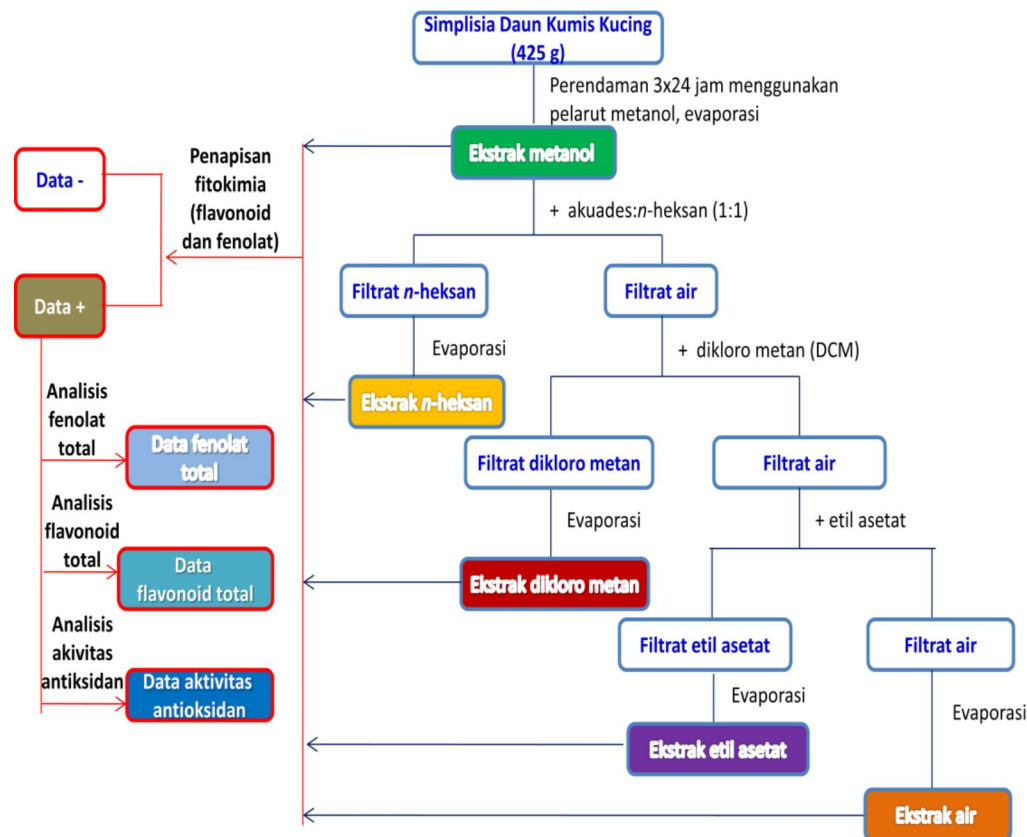 Simplisia Daun Kumis Kucing
(425 g)
Perendaman 3x24 jam menggunakan
pelarut metanol, evaporasi
Ekstrak metanol
Penapisan
fitokimia
(flavonoid
dan fenolat)
Data -
Data +
+ akuades:n-heksan (1:1)
Filtrat n-heksan
Filtrat air
Evaporasi
+ dikloro metan (DCM)
Ekstrak n-heksan
Analisis
fenolat
total
Data fenolat
total
Filtrat dikloro metan
Filtrat air
Evaporasi
+ etil asetat
Analisis
flavonoid
total
Data
flavonoid total
Ekstrak dikloro metan
Filtrat etil asetat
Filtrat air
Analisis
akivitas
antiksidan
Data aktivitas
antioksidan
Evaporasi
Evaporasi
Ekstrak etil asetat
Ekstrak air